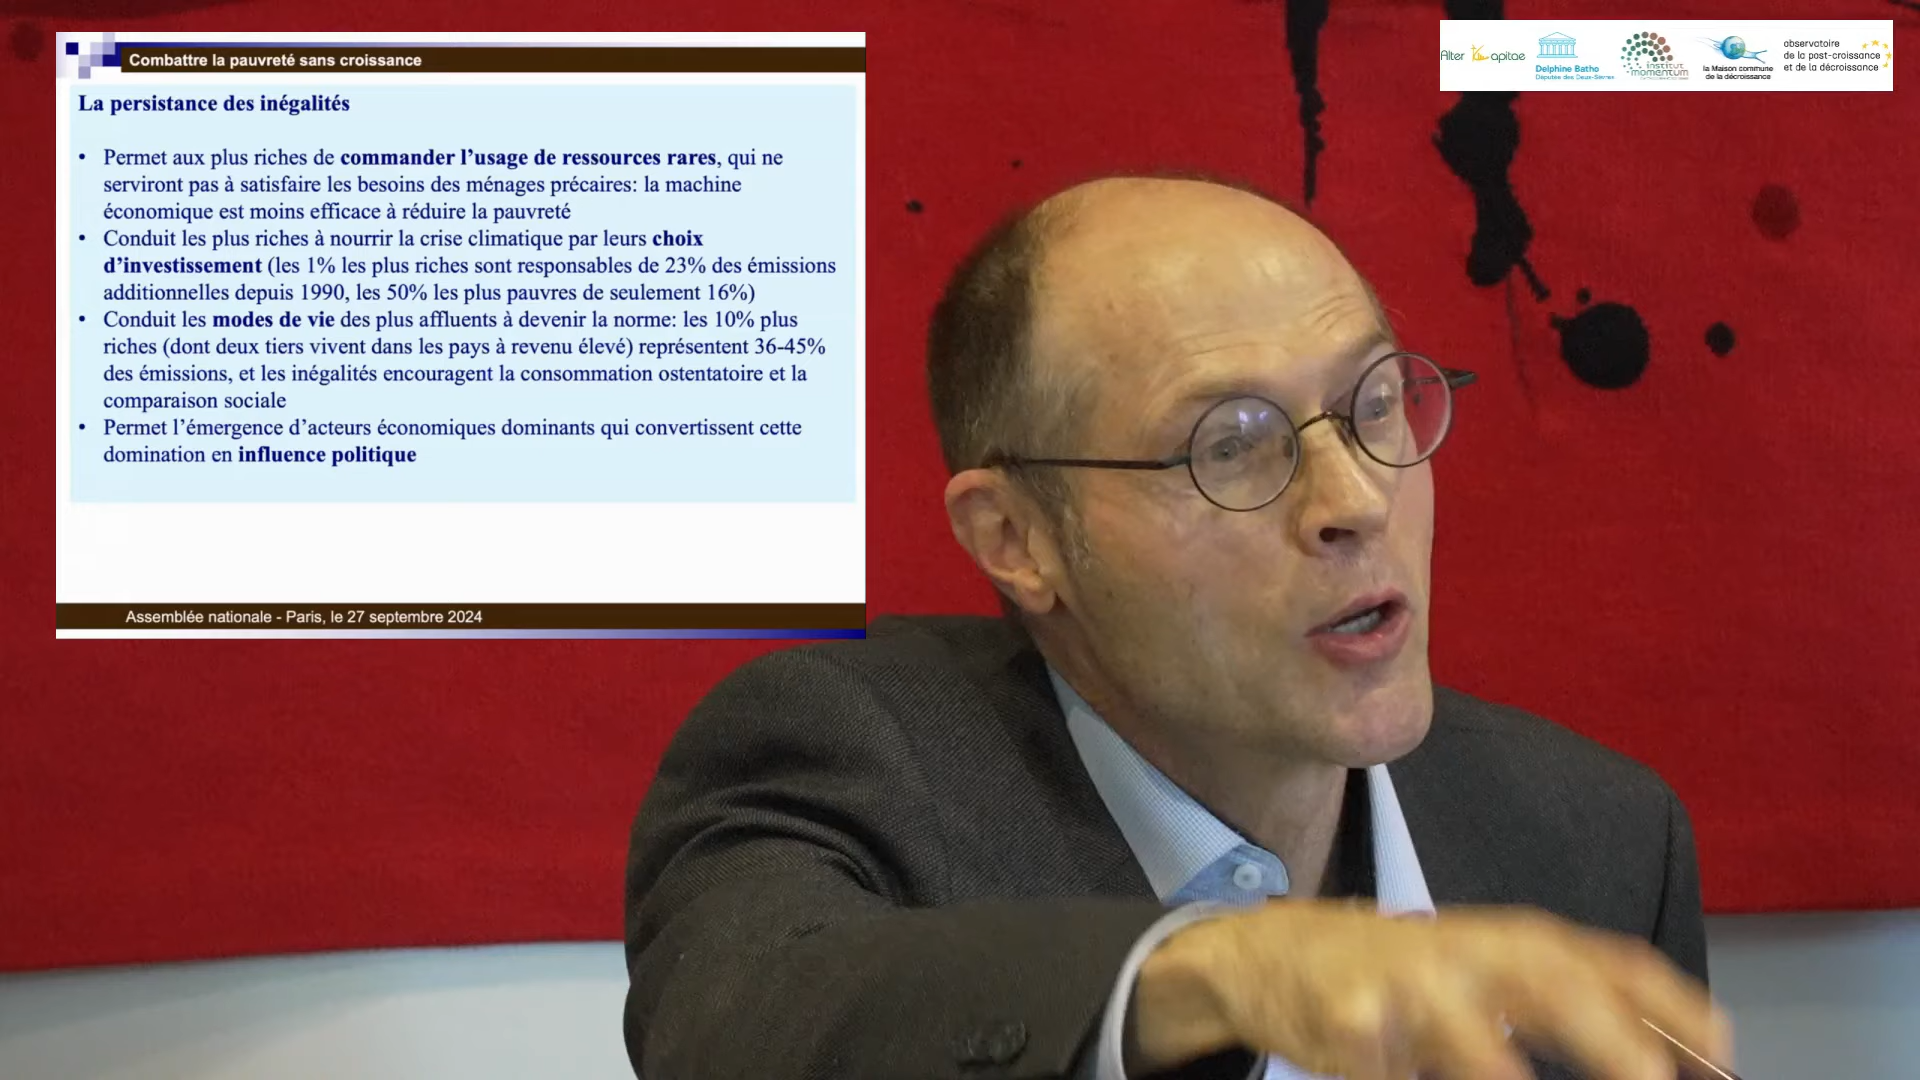 Combattre la pauvreté sans croissance
La persistance des inégalités
• Permet aux plus riches de commander l’usage de ressources rares, qui ne
serviront pas à satisfaire les besoins des ménages précaires: la machine
économique est moins efficace à réduire la pauvreté
• Conduit les plus riches à nourrir la crise climatique par leurs choix
d’investissement (les 1% les plus riches sont responsables de 23% des émissions
additionnelles depuis 1990, les 50% les plus pauvres de seulement 16%)
• Conduit les modes de vie des plus affluents à devenir la norme: les 10% plus
riches (dont deux tiers vivent dans les pays à revenu élevé) représentent 36-45%
des émissions, et les inégalités encouragent la consommation ostentatoire et la
comparaison sociale
• Permet l’émergence d’acteurs économiques dominants qui convertissent cette
domination en influence politique
Assemblée nationale - Paris, le 27 septembre 2024
Alter Kapitae
Delphine Batho
Députée des Deux-Sèvres
institut
momentum
la Maison commune
de la décroissance
observatoire
de la post-croissance
et de la décroissance